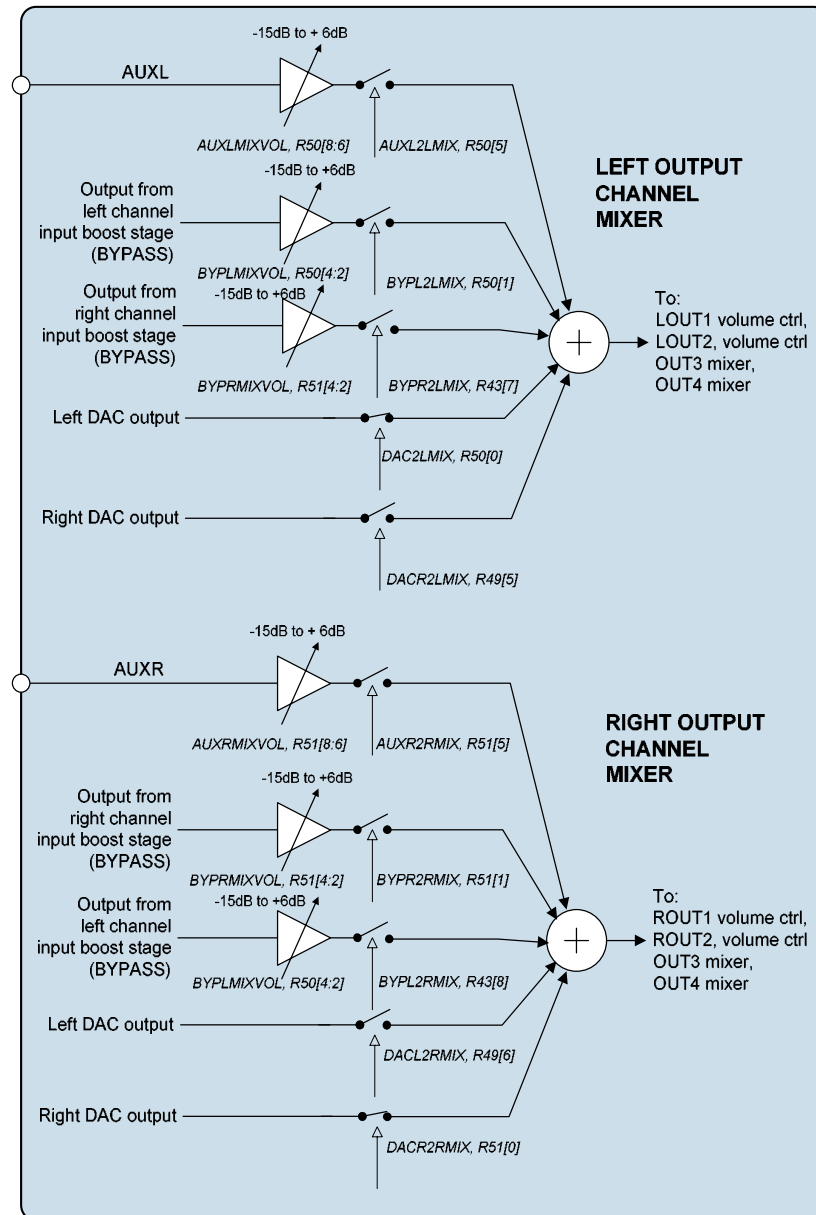 -15dB to + 6dB
AUXL
AUXLMIXVOL, R50[8:6]
AUXL2LMIX, R50[5]
LEFT OUTPUT
CHANNEL
MIXER
-15dB to +6dB
Output from
left channel
input boost stage
(BYPASS)
BYPLMIXVOL, R50[4:2]
BYPL2LMIX, R50[1]
-15dB to +6dB
Output from
right channel
input boost stage
(BYPASS)
BYPRMIXVOL, R51[4:2]
BYPR2LMIX, R43[7]
To:
LOUT1 volume ctrl,
LOUT2, volume ctrl
OUT3 mixer,
OUT4 mixer
Left DAC output
DAC2LMIX, R50[0]
Right DAC output
DACR2LMIX, R49[5]
-15dB to + 6dB
AUXR
AUXRMIXVOL, R51[8:6]
AUXR2RMIX, R51[5]
RIGHT OUTPUT
CHANNEL
MIXER
-15dB to +6dB
Output from
right channel
input boost stage
(BYPASS)
BYPRMIXVOL, R51[4:2]
BYPR2RMIX, R51[1]
-15dB to +6dB
Output from
left channel
input boost stage
(BYPASS)
BYPLMIXVOL, R50[4:2]
BYPL2RMIX, R43[8]
To:
ROUT1 volume ctrl,
ROUT2, volume ctrl
OUT3 mixer,
OUT4 mixer
Left DAC output
DACL2RMIX, R49[6]
Right DAC output
DACR2RMIX, R51[0]